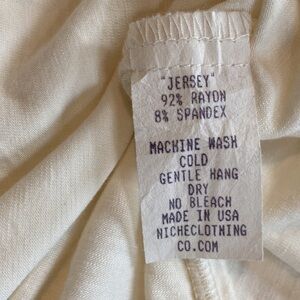 "JERSEY"
92% RAYON
8% SPANDEX
MACHINE WASH
COLD
GENTLE HANG
DRY
NO BLEACH
MADE IN USA
NICHECLOTHING
CO.COM